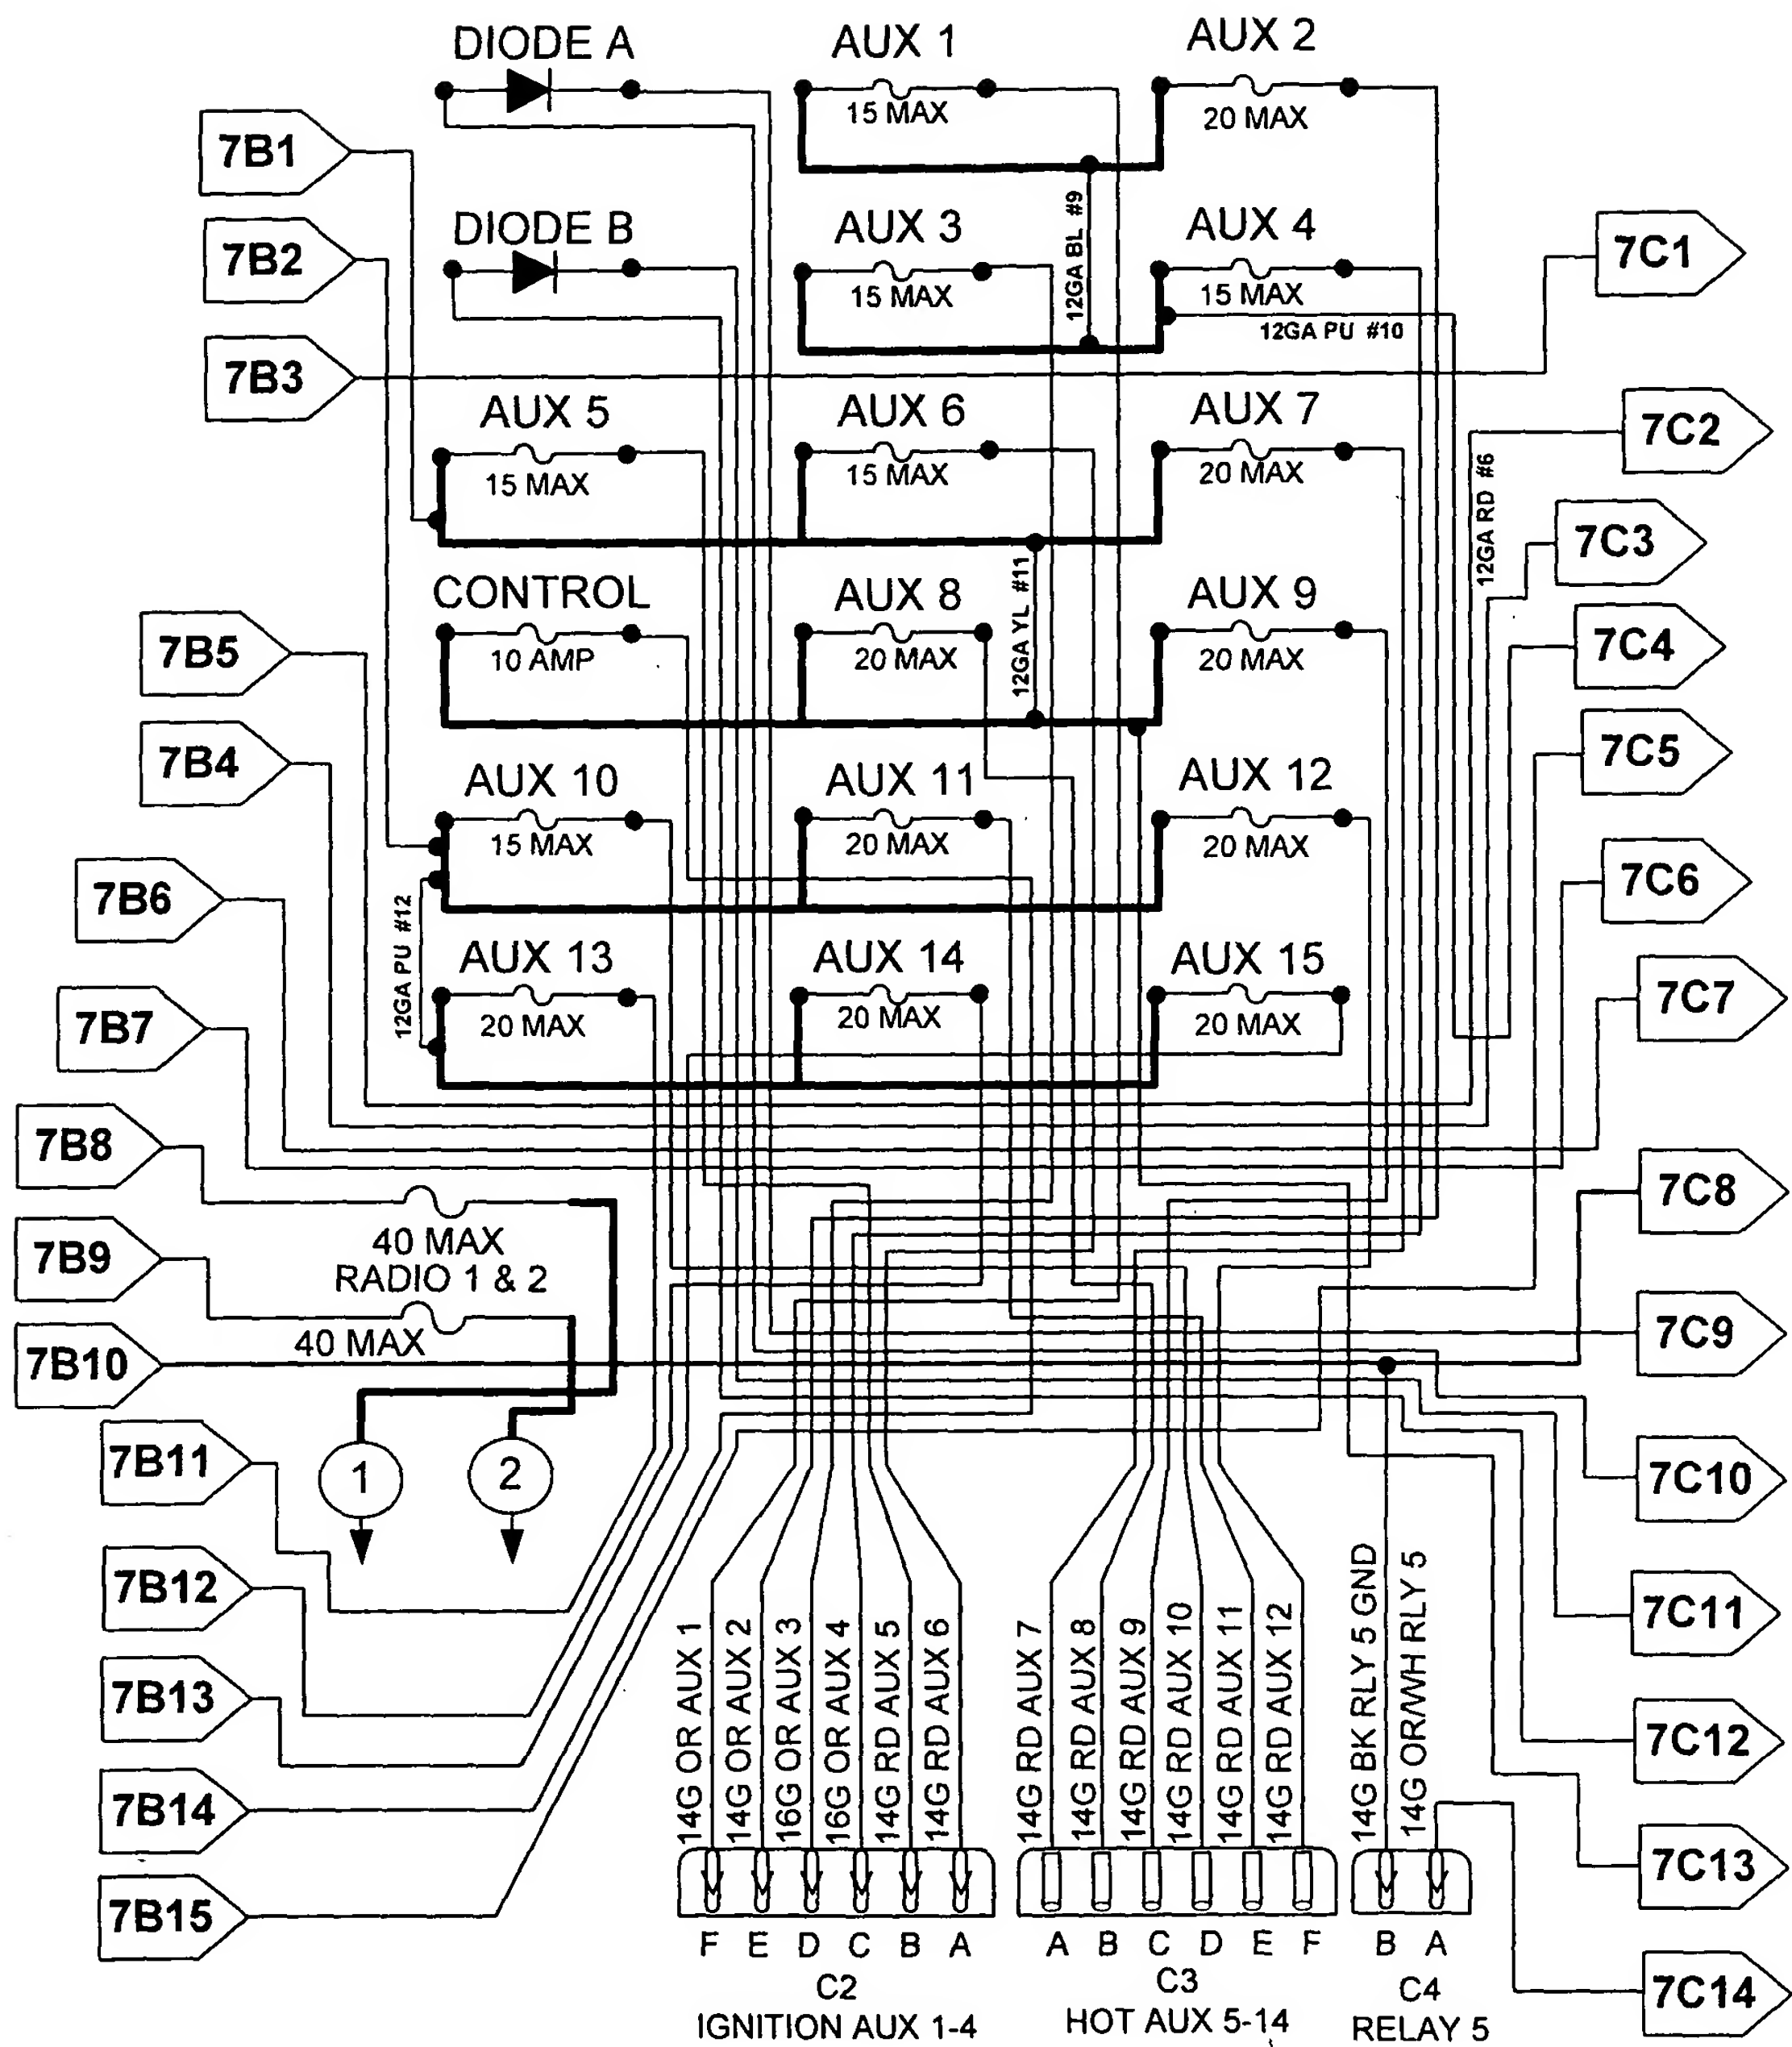 DIODE A
AUX 1
AUX 2
15 MAX
20 MAX
7B1
12GA BL #9
DIODE B
AUX 3
AUX 4
7B2
7C1
15 MAX
15 MAX
12GA PU #10
7B3
AUX 5
AUX 6
AUX 7
7C2
15 MAX
15 MAX
20 MAX
12GA RD #6
7C3
12GA YL #11
CONTROL
AUX 8
AUX 9
7B5
10 AMP
20 MAX
20 MAX
7C4
7B4
AUX 10
AUX 11
AUX 12
7C5
15 MAX
20 MAX
20 MAX
7B6
7C6
12GA PU #12
AUX 13
AUX 14
AUX 15
7B7
20 MAX
20 MAX
20 MAX
7C7
7B8
7C8
40 MAX
RADIO 1 & 2
7B9
40 MAX
7C9
7B10
7B11
1
2
7C10
7B12
7C11
7B13
7C12
7B14
7C13
7B15
7C14
14G OR AUX 1
14G OR AUX 2
16G OR AUX 3
16G OR AUX 4
14G RD AUX 5
14G RD AUX 6
14G RD AUX 7
14G RD AUX 8
14G RD AUX 9
14G RD AUX 10
14G RD AUX 11
14G RD AUX 12
14G BK RLY 5 GND
14G OR/WH RLY 5
F E D C B A
A B C D E F
B A
C2
IGNITION AUX 1-4
C3
HOT AUX 5-14
C4
RELAY 5